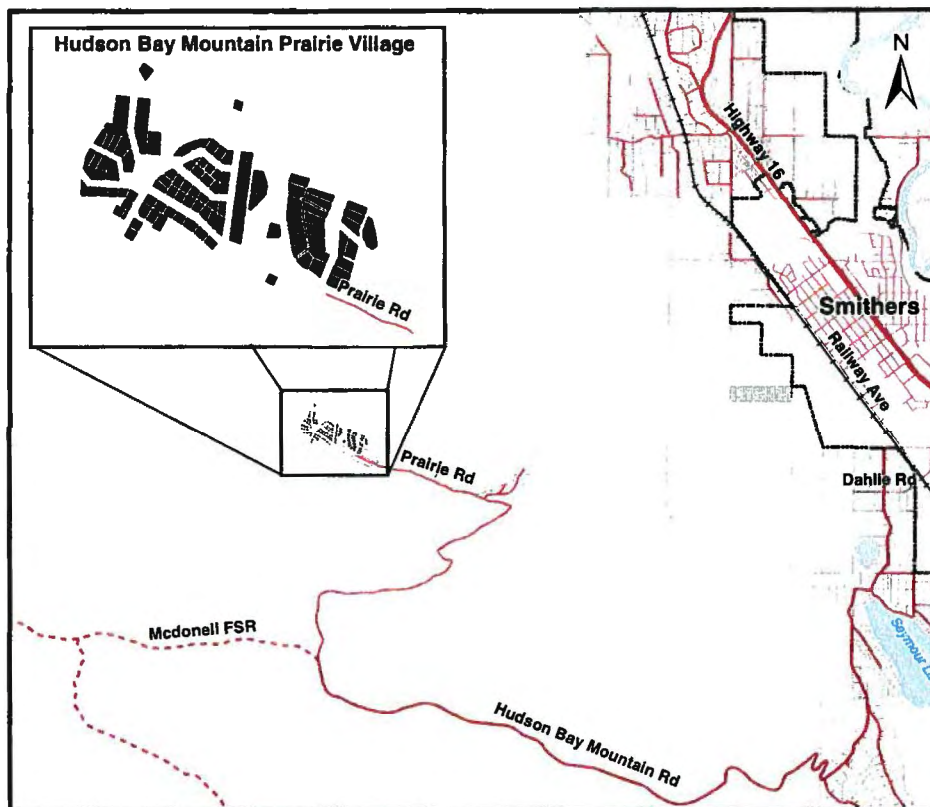 Hudson Bay Mountain Prairie Village
N
Highway 16
Prairie Rd
Smithers
Railway Ave
Prairie Rd
Dahlie Rd
Mcdonell FSR
Seymour
Hudson Bay Mountain Rd